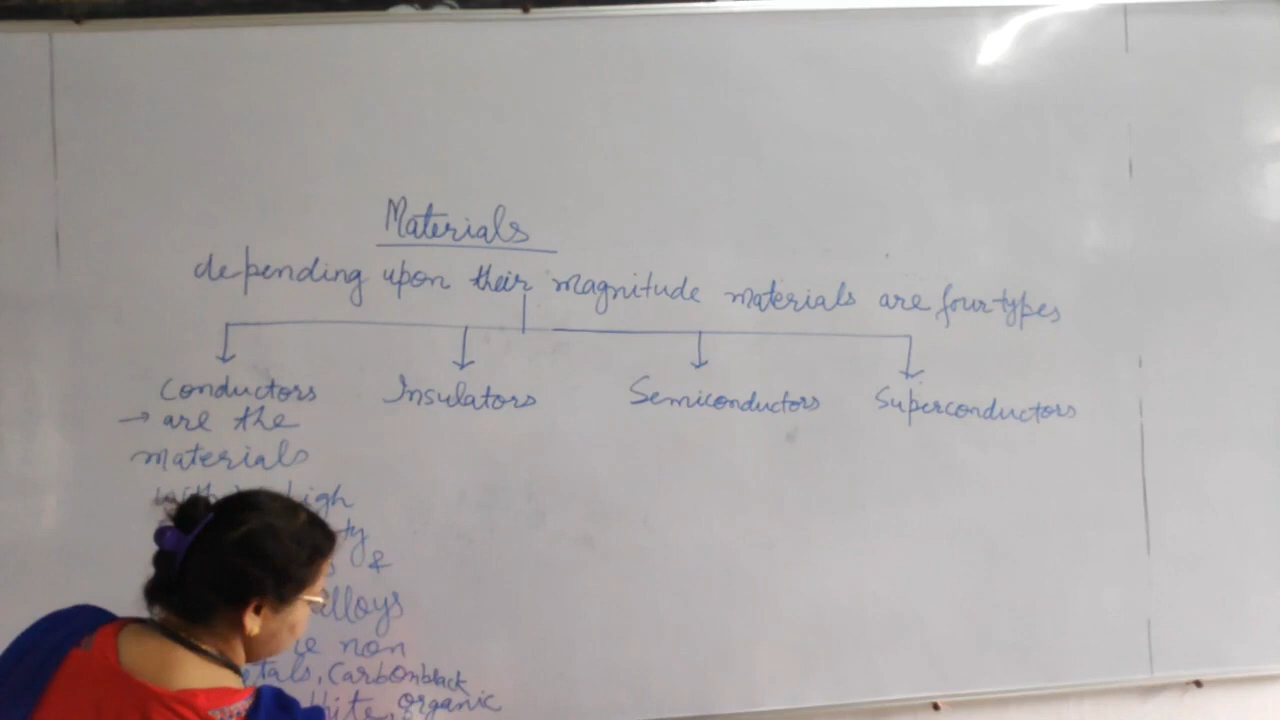 Materials
depending upon their magnitude materials are four types
Conductors Insulators Semiconductors Superconductors
→ are the
materials
high
&
alloys
non
Carbonblack
organic